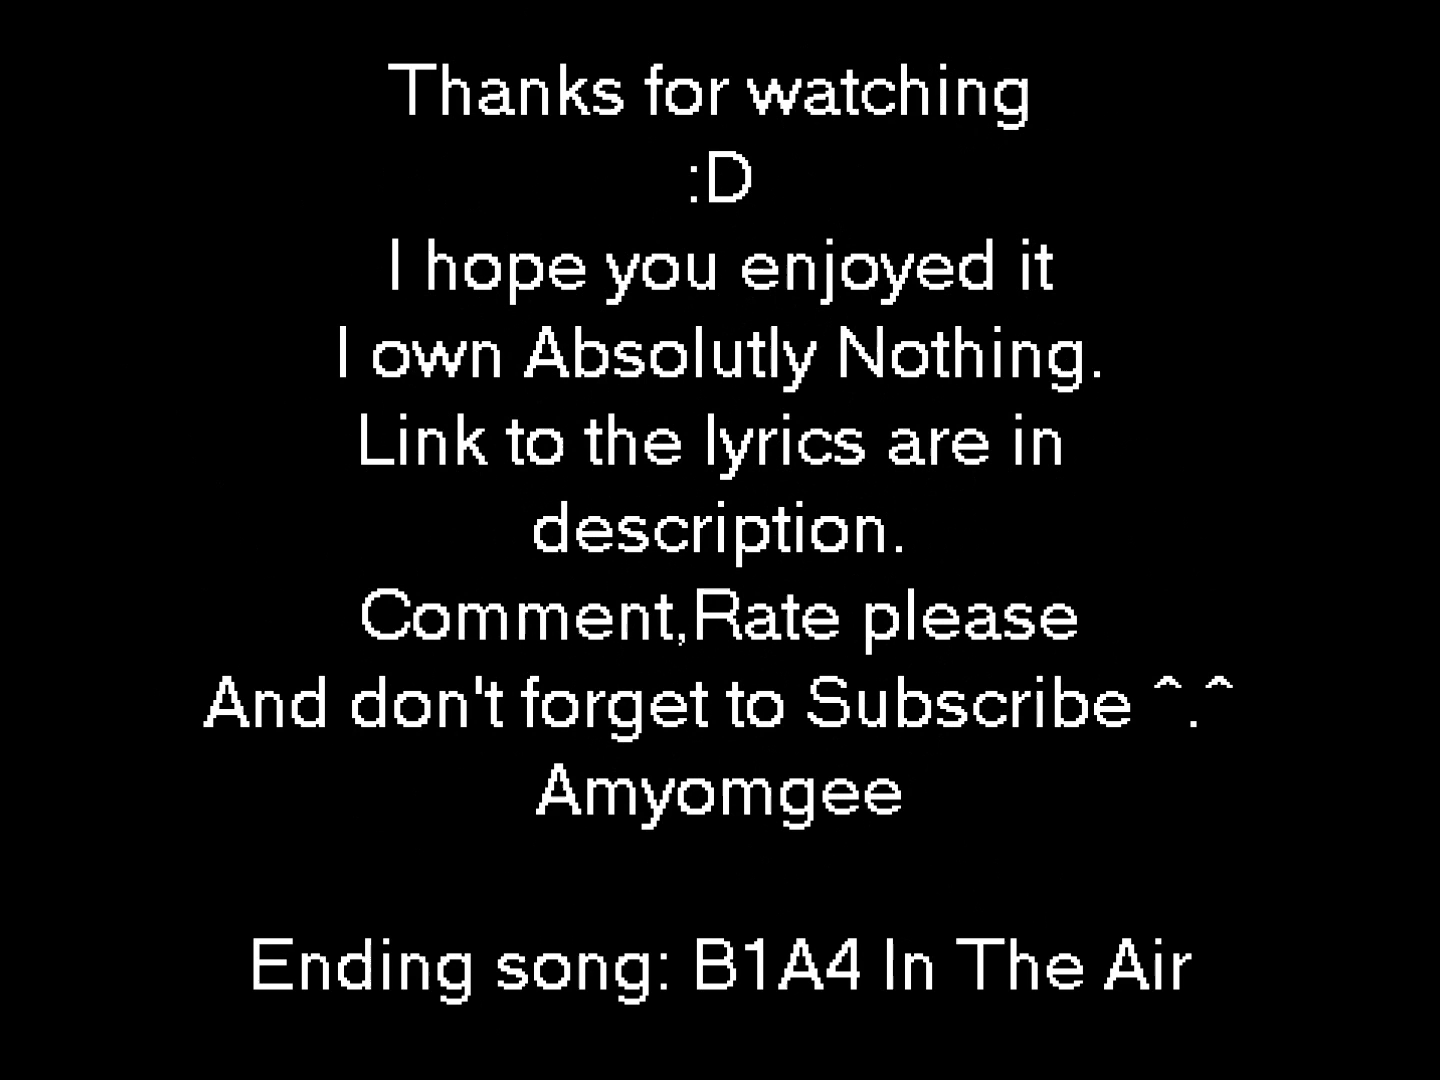 Thanks for watching
:D
I hope you enjoyed it
I own Absolutly Nothing.
Link to the lyrics are in
description.
Comment,Rate please
And don't forget to Subscribe ^.^
Amyomgee
Ending song: B1A4 In The Air